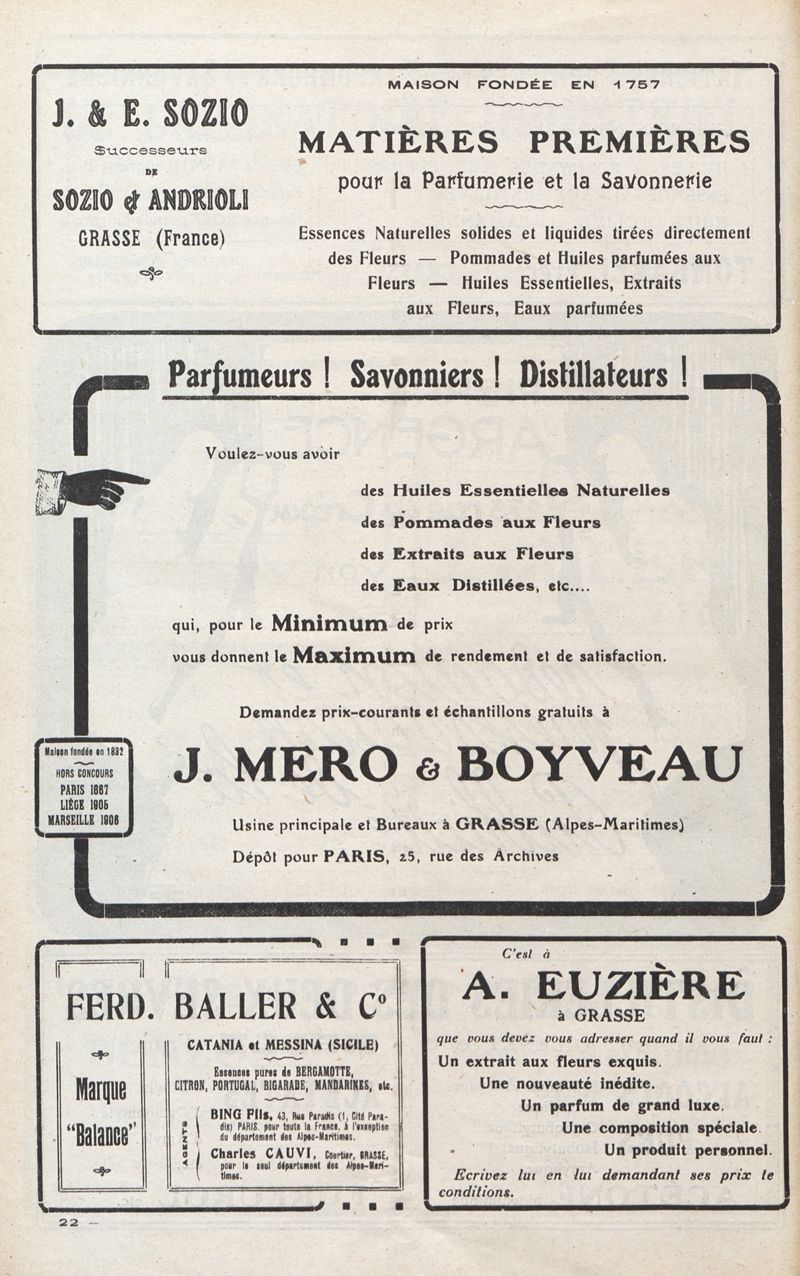 J. & E. SOZIO
Successeurs
DE
SOZIO & ANDRIOLI
GRASSE (France)
MAISON FONDÉE EN 1757
MATIÈRES PREMIÈRES
pour la Parfumerie et la Savonnerie
Essences Naturelles solides et liquides tirées directement
des Fleurs — Pommades et Huiles parfumées aux
Fleurs — Huiles Essentielles, Extraits
aux Fleurs, Eaux parfumées
Parfumeurs ! Savonniers ! Distillateurs !
Voulez-vous avoir
des Huiles Essentielles Naturelles
des Pommades aux Fleurs
des Extraits aux Fleurs
des Eaux Distillées, etc....
qui, pour le Minimum de prix
vous donnent le Maximum de rendement et de satisfaction.
Demandez prix-courants et échantillons gratuits à
J. MERO & BOYVEAU
Usine principale et Bureaux à GRASSE (Alpes-Maritimes)
Dépôt pour PARIS, 25, rue des Archives
Maison fondée en 1832
HORS CONCOURS
PARIS 1867
LIÈGE 1905
MARSEILLE 1906
FERD. BALLER & Cº
Marque
"Balance"
CATANIA et MESSINA (SICILE)
Essences pures de BERGAMOTTE,
CITRON, PORTUGAL, BIGARADE, MANDARINES, etc.
AGENTS
BING Fils, 43, Rue Paradis (1, Cité Para-
dis) PARIS. pour toute la France, à l'exception
du département des Alpes-Maritimes.
Charles CAUVI, Courtier, GRASSE,
pour le seul département des Alpes-Mari-
times.
C'est à
A. EUZIÈRE
à GRASSE
que vous devez vous adresser quand il vous faut :
Un extrait aux fleurs exquis.
Une nouveauté inédite.
Un parfum de grand luxe.
Une composition spéciale
Un produit personnel.
Ecrivez lui en lui demandant ses prix te
conditions.
22 —